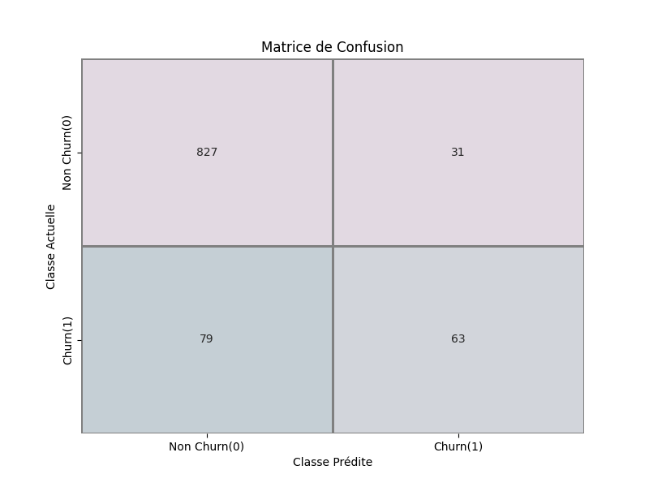 Matrice de Confusion
Classe Actuelle
Non Churn(0)
827
31
Churn(1)
79
63
Non Churn(0)
Churn(1)
Classe Prédite